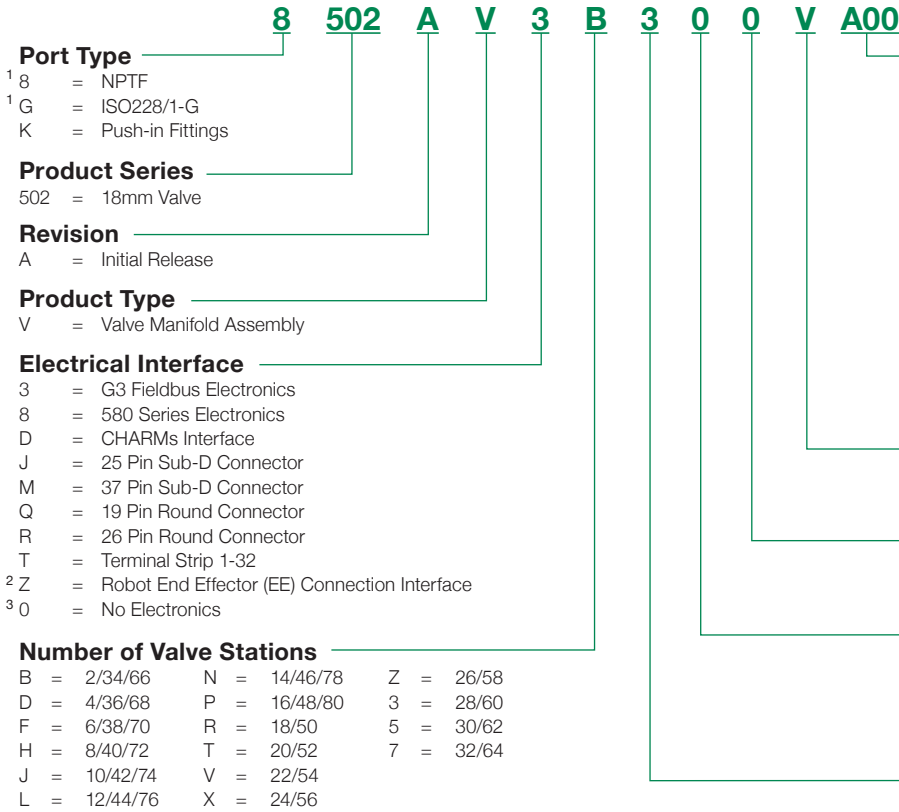 8 502 A V 3 B 3 0 0 V A00
Port Type
1 8 = NPTF
1 G = ISO228/1-G
K = Push-in Fittings
Product Series
502 = 18mm Valve
Revision
A = Initial Release
Product Type
V = Valve Manifold Assembly
Electrical Interface
3 = G3 Fieldbus Electronics
8 = 580 Series Electronics
D = CHARMs Interface
J = 25 Pin Sub-D Connector
M = 37 Pin Sub-D Connector
Q = 19 Pin Round Connector
R = 26 Pin Round Connector
T = Terminal Strip 1-32
2 Z = Robot End Effector (EE) Connection Interface
3 0 = No Electronics
Number of Valve Stations
B = 2/34/66 N = 14/46/78 Z = 26/58
D = 4/36/68 P = 16/48/80 3 = 28/60
F = 6/38/70 R = 18/50 5 = 30/62
H = 8/40/72 T = 20/52 7 = 32/64
J = 10/42/74 V = 22/54
L = 12/44/76 X = 24/56